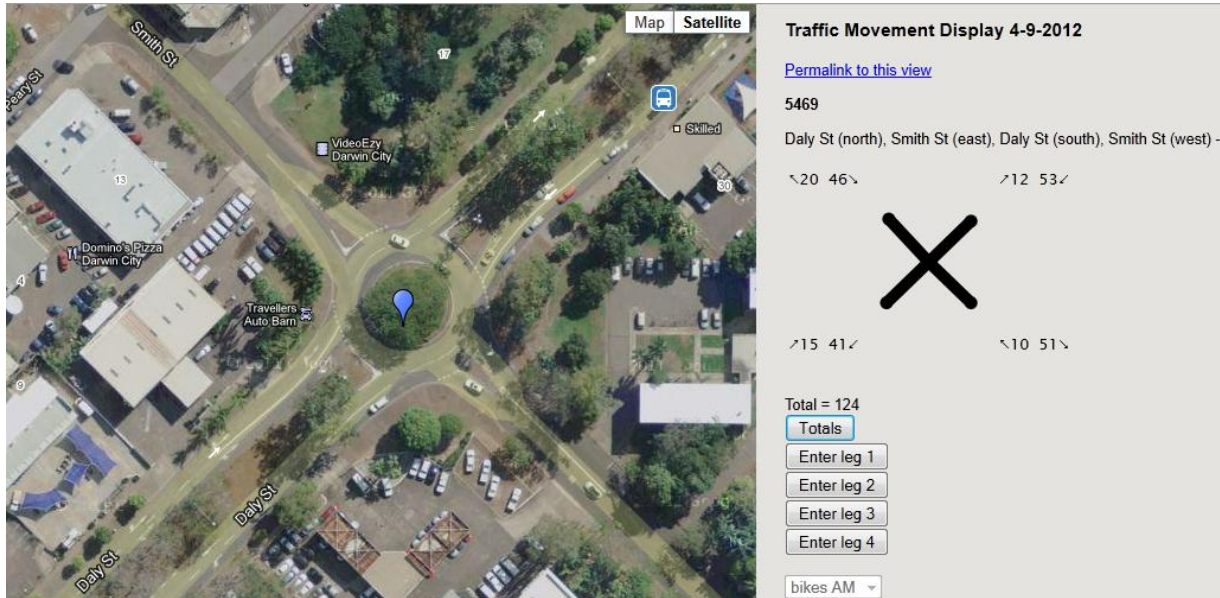 Map Satellite
Smith St
Peary St
17
VideoEzy
Darwin City
Skilled
30
13
Domino's Pizza
Darwin City
4
Travellers
Auto Barn
9
Daly St
Daly St
Traffic Movement Display 4-9-2012
Permalink to this view
5469
Daly St (north), Smith St (east), Daly St (south), Smith St (west) -
↖20 46↘ ↗12 53↙
↗15 41↙ ↖10 51↘
Total = 124
Totals
Enter leg 1
Enter leg 2
Enter leg 3
Enter leg 4
bikes AM